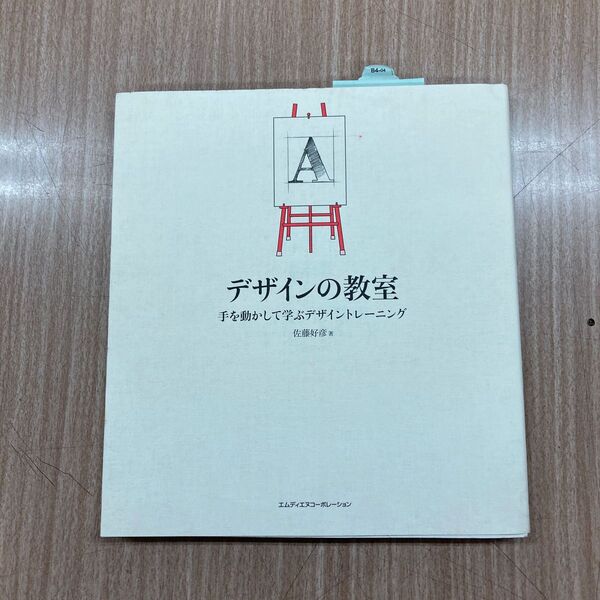 B4-04
A
デザインの教室
手を動かして学ぶデザイントレーニング
佐藤好彦 著
エムディエヌコーポレーション